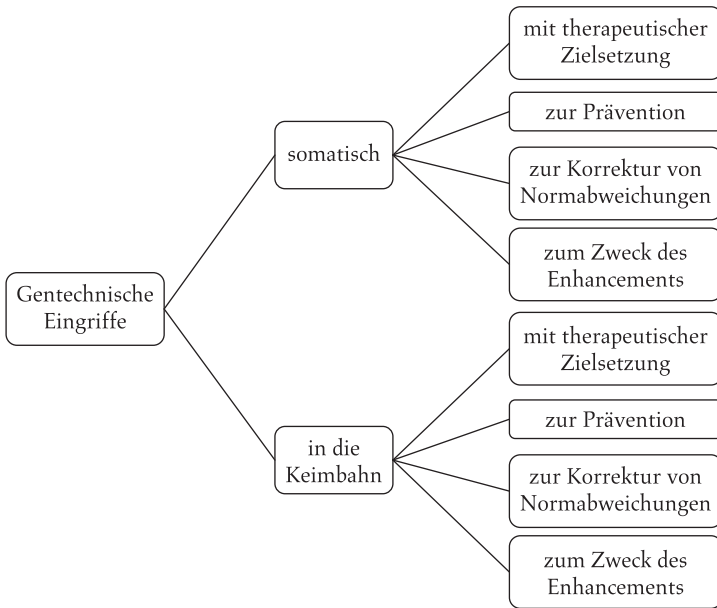 Gentechnische
Eingriffe
somatisch
mit therapeutischer
Zielsetzung
zur Prävention
zur Korrektur von
Normabweichungen
zum Zweck des
Enhancements
in die
Keimbahn
mit therapeutischer
Zielsetzung
zur Prävention
zur Korrektur von
Normabweichungen
zum Zweck des
Enhancements